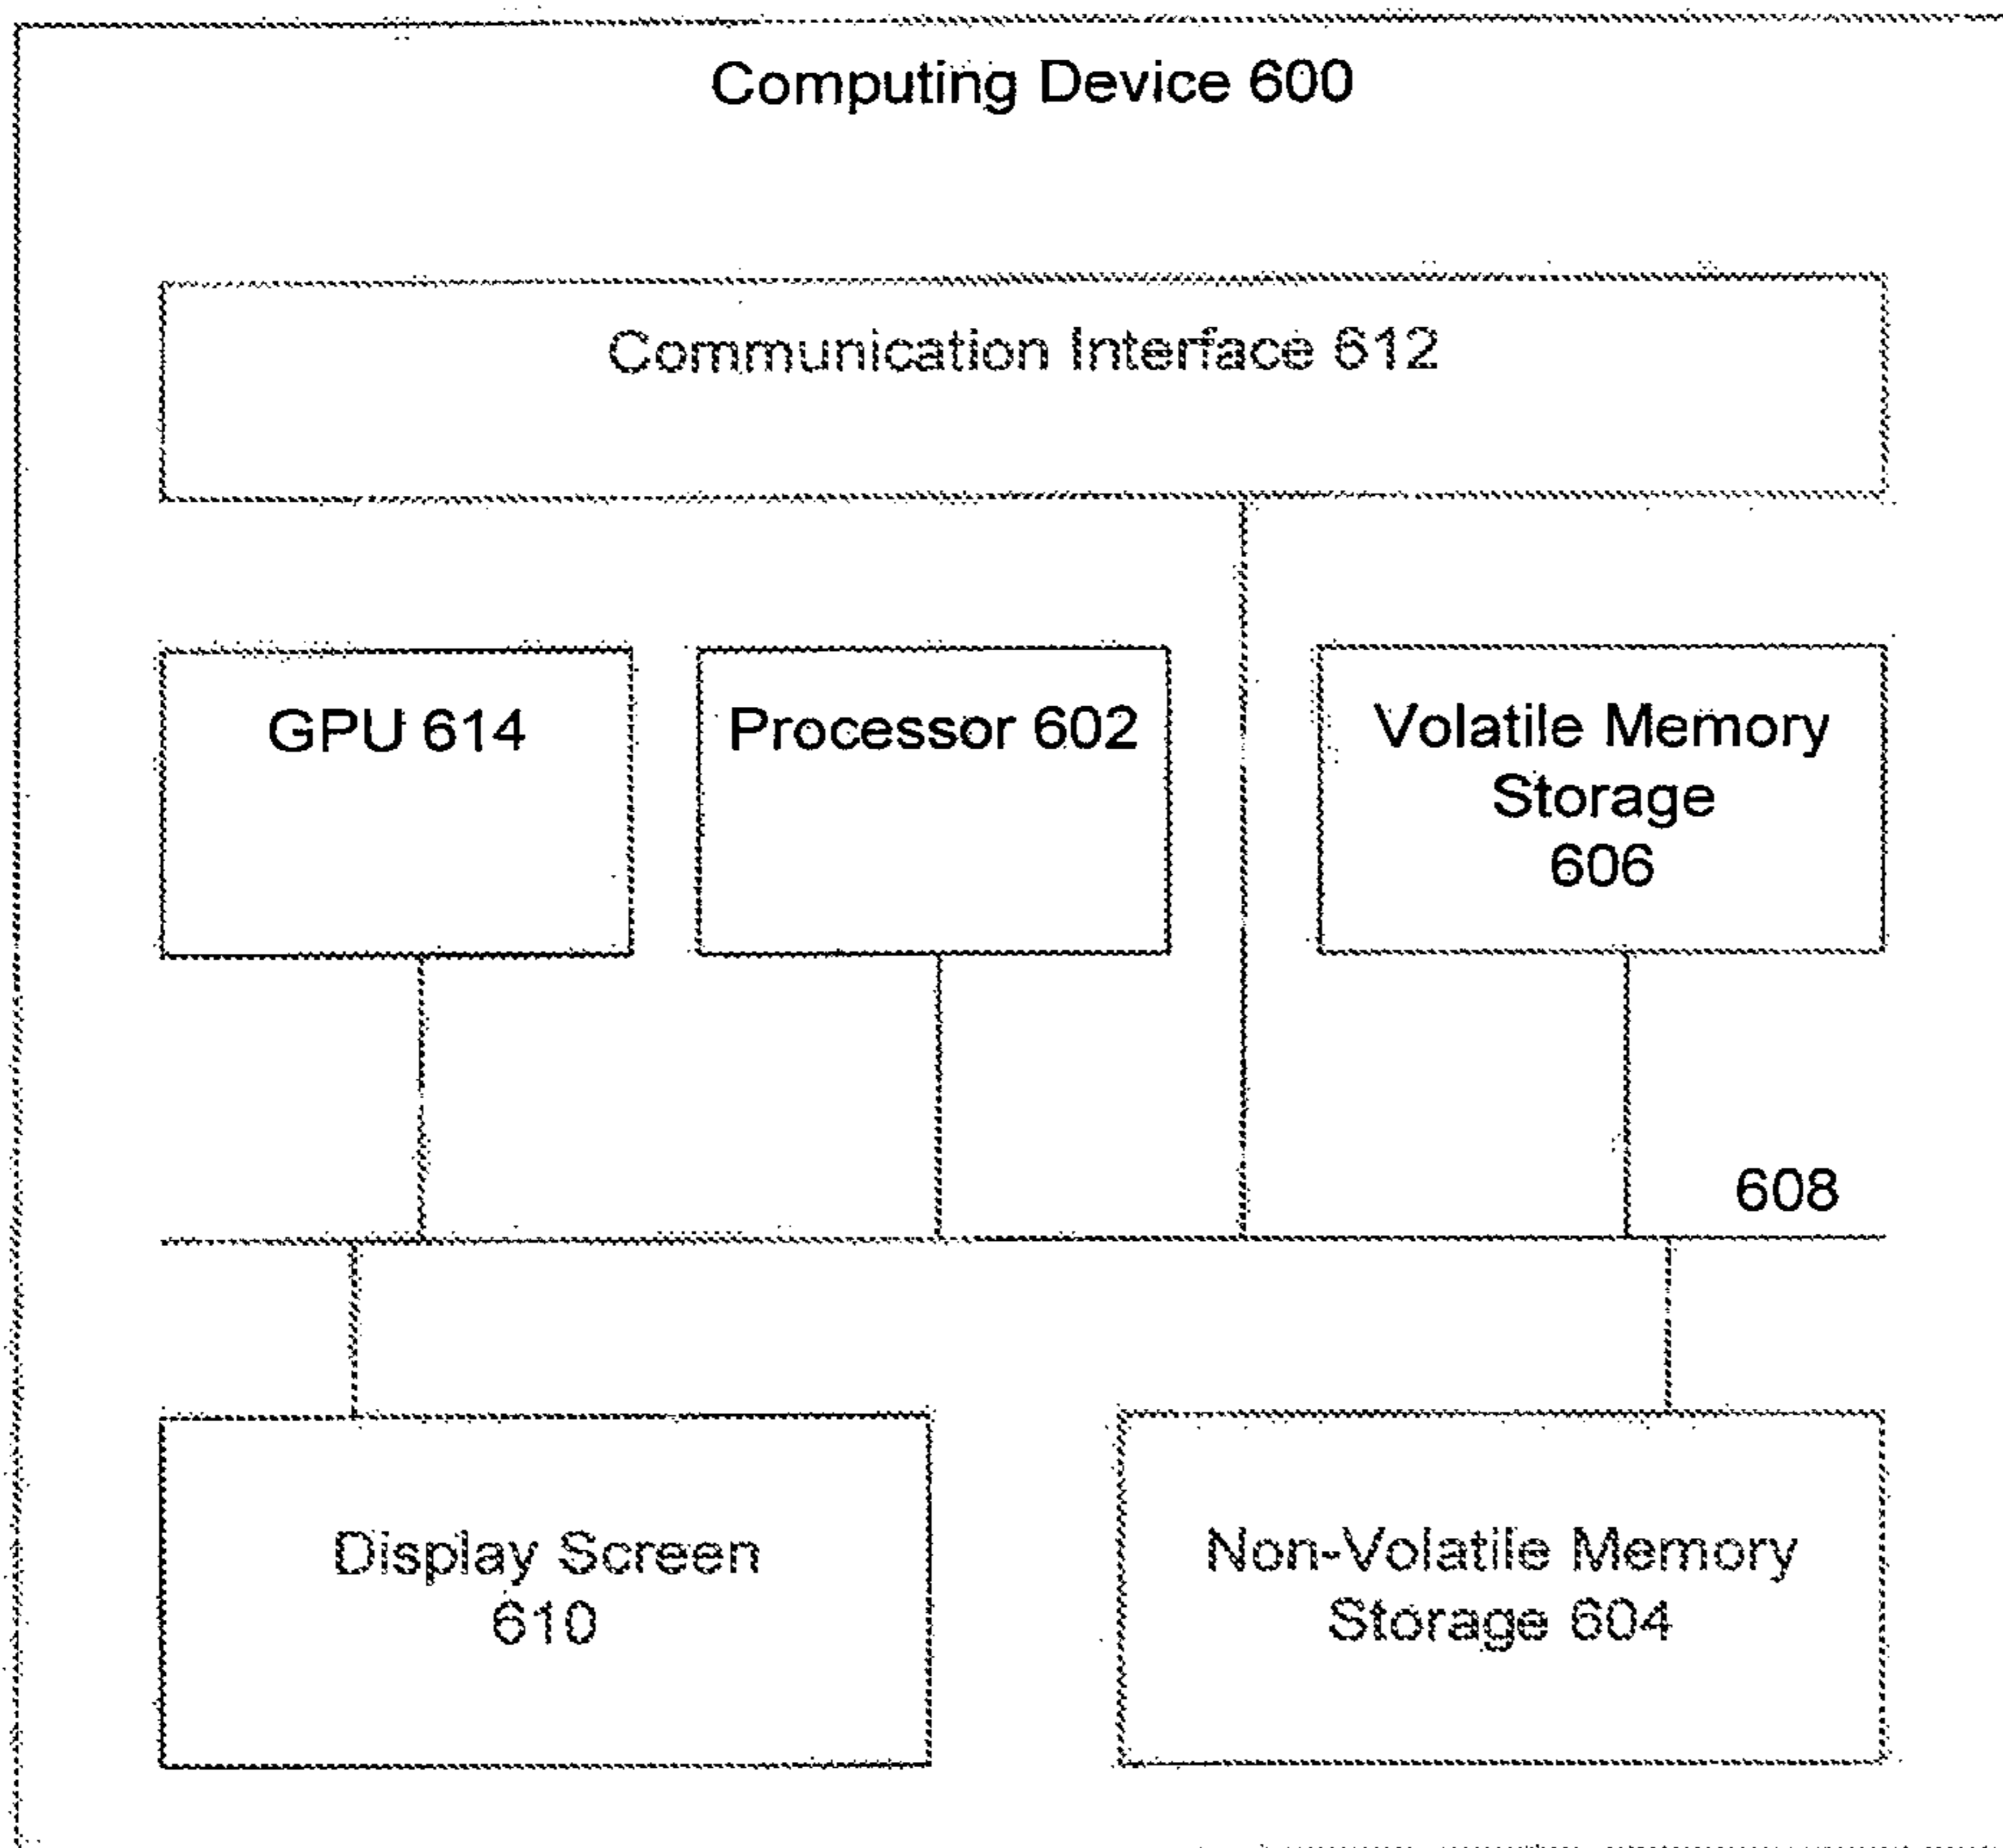 Computing Device 600
Communication Interface 612
GPU 614
Processor 602
Volatile Memory
Storage
606
608
Display Screen
610
Non-Volatile Memory
Storage 604